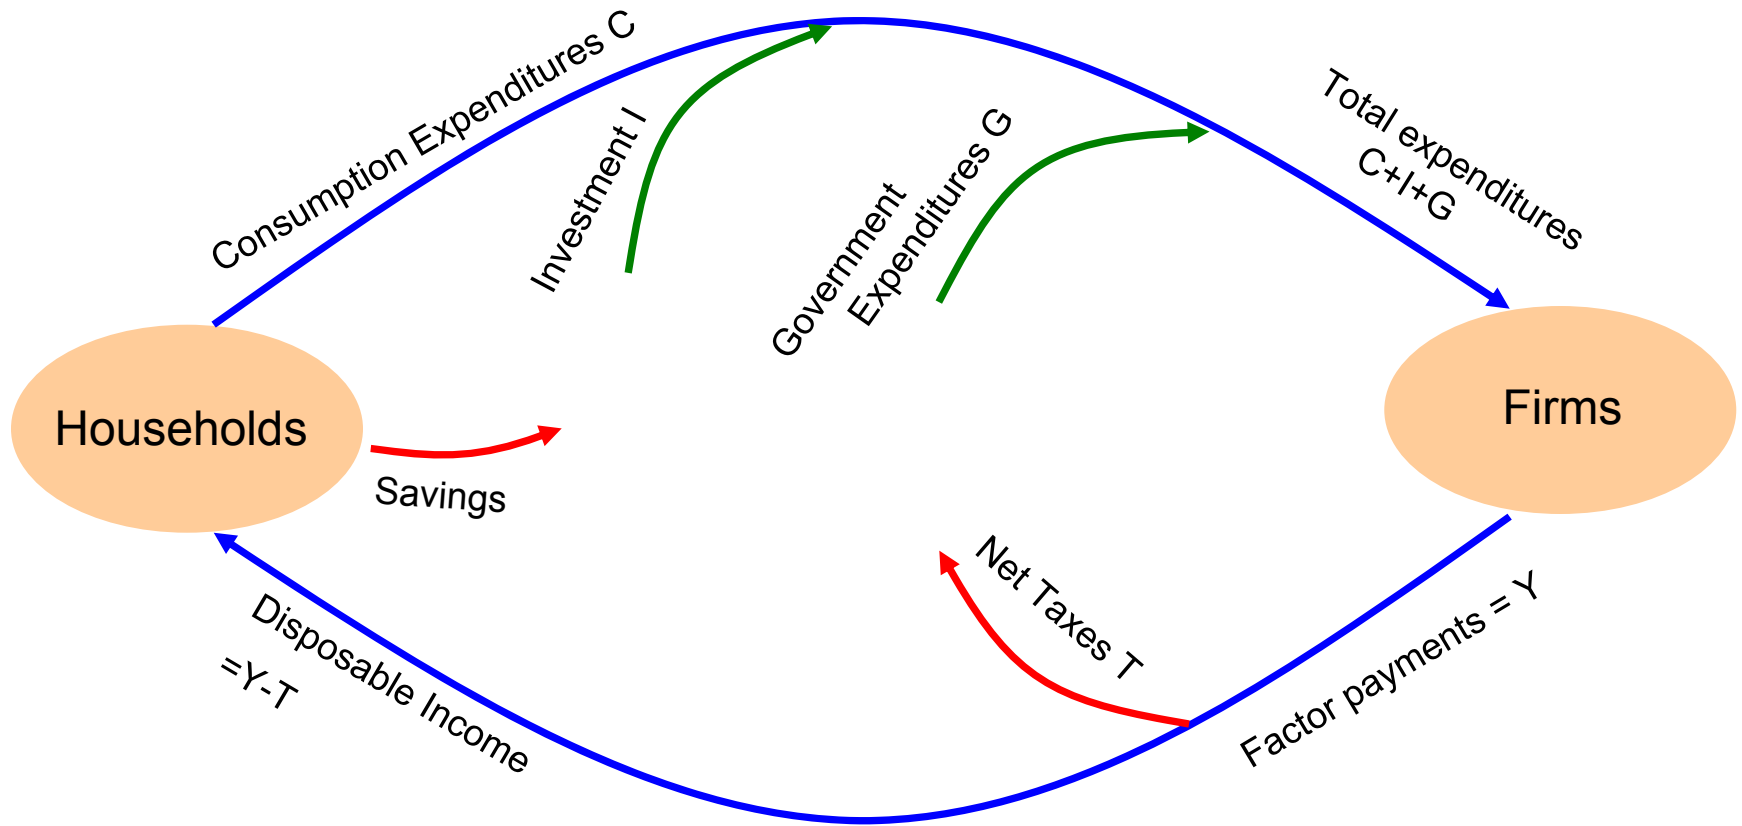 Consumption Expenditures C
Investment I
Government
Expenditures G
Total expenditures
C+I+G
Households
Firms
Savings
Net Taxes T
Disposable Income
=Y-T
Factor payments = Y